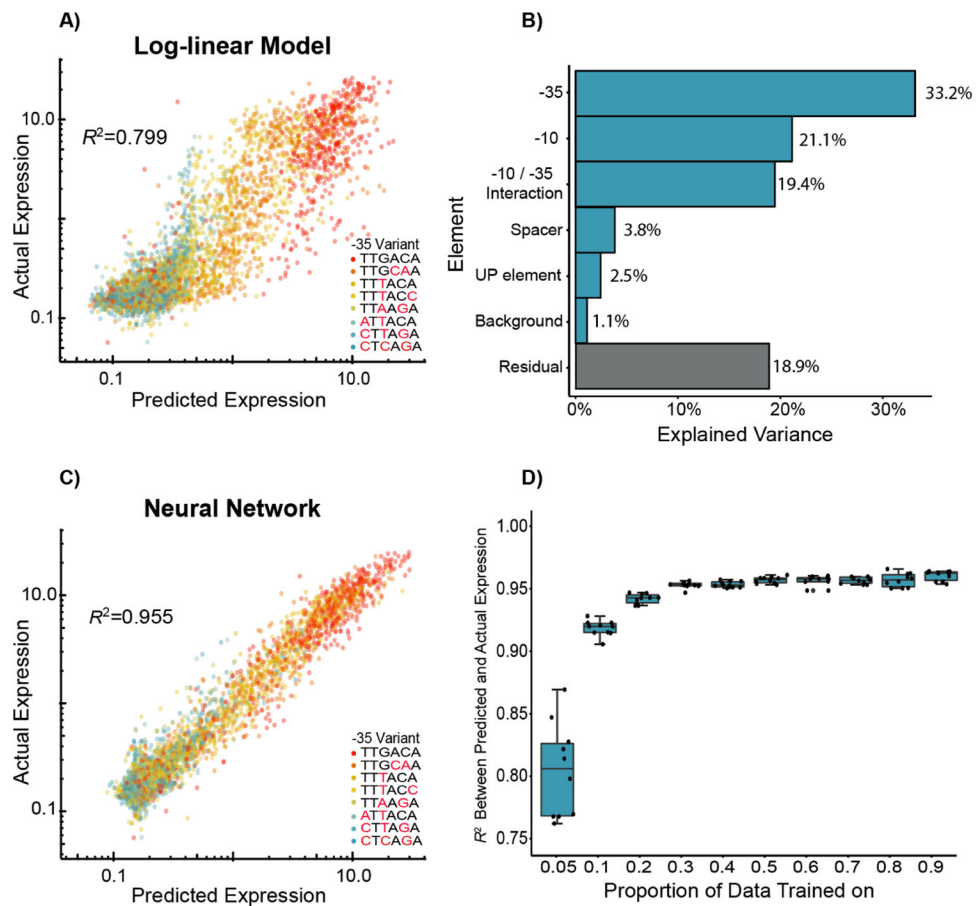 A)
Log-linear Model
Actual Expression
10.0
1.0
0.1
R²=0.799
-35 Variant
TTGACA
TTGCAA
TTTACA
TTTACC
TTAAGA
ATTACA
CTTAGA
CTCAGA
0.1
10.0
Predicted Expression
B)
Element
-35
33.2%
-10
21.1%
-10 / -35
Interaction
19.4%
Spacer
3.8%
UP element
2.5%
Background
1.1%
Residual
18.9%
0%
10%
20%
30%
Explained Variance
C)
Neural Network
Actual Expression
10.0
1.0
0.1
R²=0.955
-35 Variant
TTGACA
TTGCAA
TTTACA
TTTACC
TTAAGA
ATTACA
CTTAGA
CTCAGA
0.1
1.0
10.0
Predicted Expression
D)
R² Between Predicted and Actual Expression
1.00
0.95
0.90
0.85
0.80
0.75
0.05
0.1
0.2
0.3
0.4
0.5
0.6
0.7
0.8
0.9
Proportion of Data Trained on